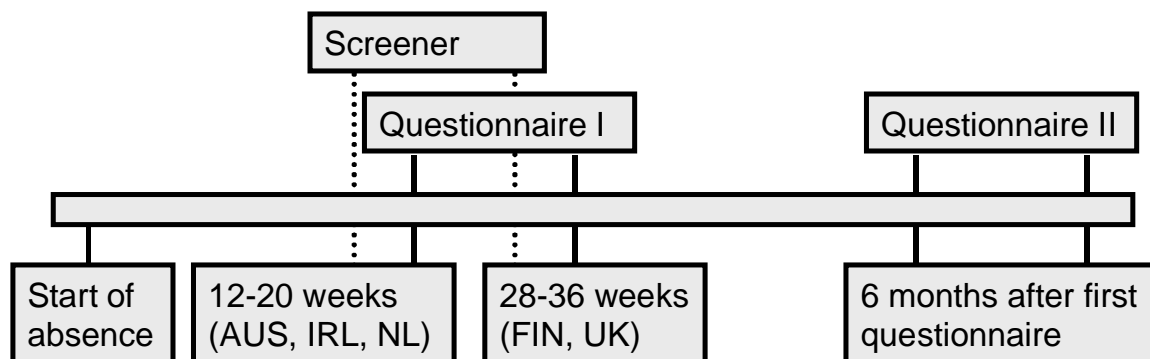 Screener
Questionnaire I
Questionnaire II
Start of
absence
12-20 weeks
(AUS, IRL, NL)
28-36 weeks
(FIN, UK)
6 months after first
questionnaire